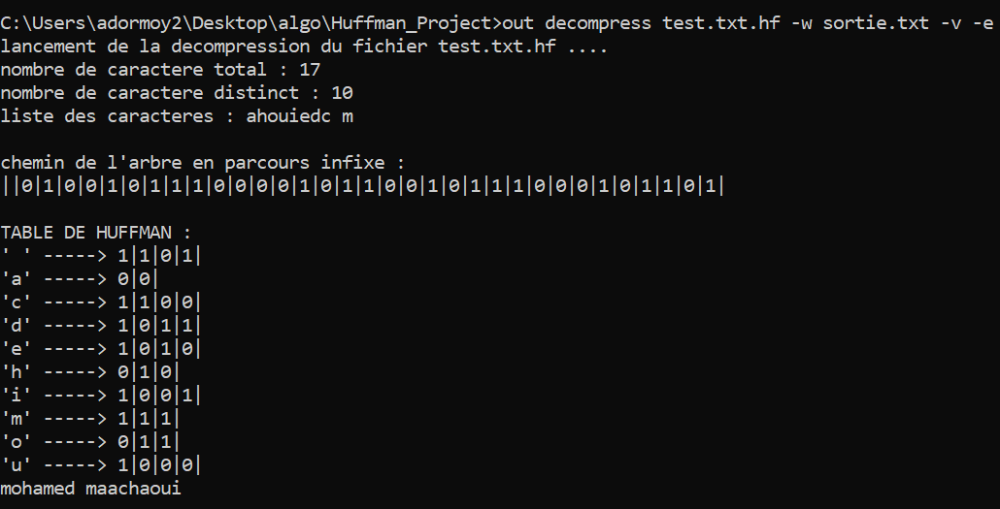 C:\Users\adormoy2\Desktop\algo\Huffman_Project>out decompress test.txt.hf -w sortie.txt -v -e
lancement de la decompression du fichier test.txt.hf ....
nombre de caractere total : 17
nombre de caractere distinct : 10
liste des caracteres : ahouiedc m
chemin de l'arbre en parcours infixe :
||0|1|0|0|1|0|1|1|1|0|0|0|0|1|0|1|1|0|0|1|0|1|1|1|0|0|0|1|0|1|1|0|1|
TABLE DE HUFFMAN :
' ' -----> 1|1|0|1|
'a' -----> 0|0|
'c' -----> 1|1|0|0|
'd' -----> 1|0|1|1|
'e' -----> 1|0|1|0|
'h' -----> 0|1|0|
'i' -----> 1|0|0|1|
'm' -----> 1|1|1|
'o' -----> 0|1|1|
'u' -----> 1|0|0|0|
mohamed maachaoui